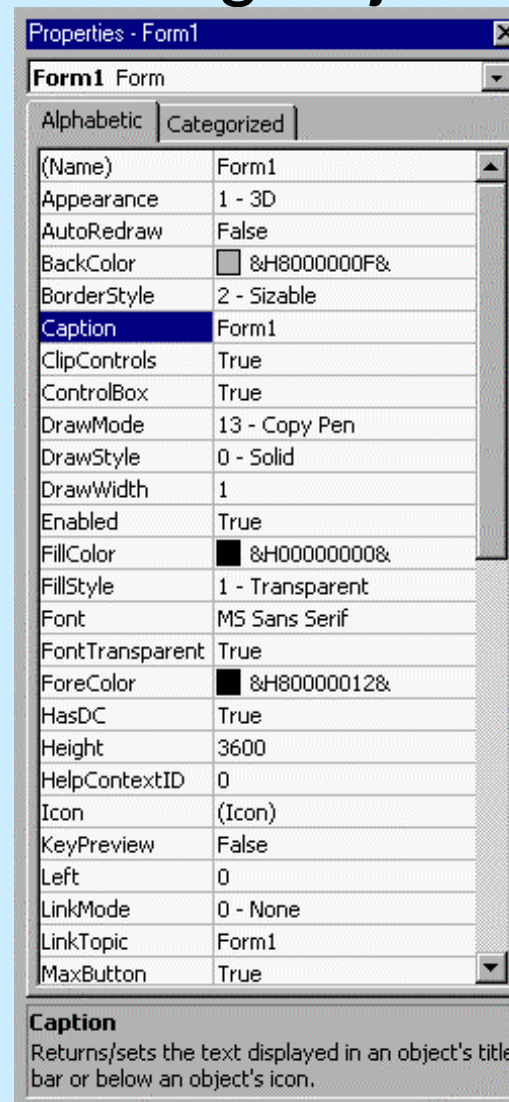 Properties - Form1
Form1 Form
Alphabetic Categorized
(Name) Form1
Appearance 1 - 3D
AutoRedraw False
BackColor &H8000000F&
BorderStyle 2 - Sizable
Caption Form1
ClipControls True
ControlBox True
DrawMode 13 - Copy Pen
DrawStyle 0 - Solid
DrawWidth 1
Enabled True
FillColor &H00000000&
FillStyle 1 - Transparent
Font MS Sans Serif
FontTransparent True
ForeColor &H80000012&
HasDC True
Height 3600
HelpContextID 0
Icon (Icon)
KeyPreview False
Left 0
LinkMode 0 - None
LinkTopic Form1
MaxButton True
Caption
Returns/sets the text displayed in an object's title
bar or below an object's icon.